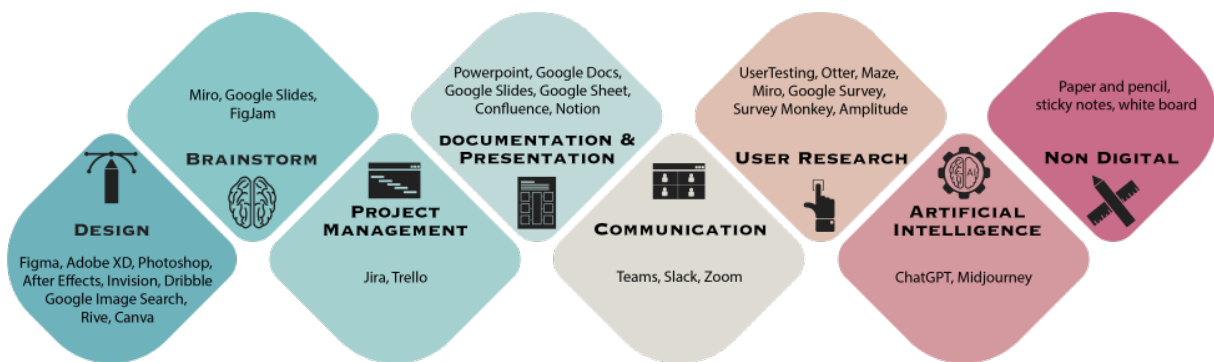 DESIGN
Figma, Adobe XD, Photoshop,
After Effects, Invision, Dribble
Google Image Search,
Rive, Canva
Miro, Google Slides,
FigJam
BRAINSTORM
PROJECT
MANAGEMENT
Jira, Trello
Powerpoint, Google Docs,
Google Slides, Google Sheet,
Confluence, Notion
DOCUMENTATION &
PRESENTATION
COMMUNICATION
Teams, Slack, Zoom
UserTesting, Otter, Maze,
Miro, Google Survey,
Survey Monkey, Amplitude
USER RESEARCH
AI
ARTIFICIAL
INTELLIGENCE
ChatGPT, Midjourney
Paper and pencil,
sticky notes, white board
NON DIGITAL